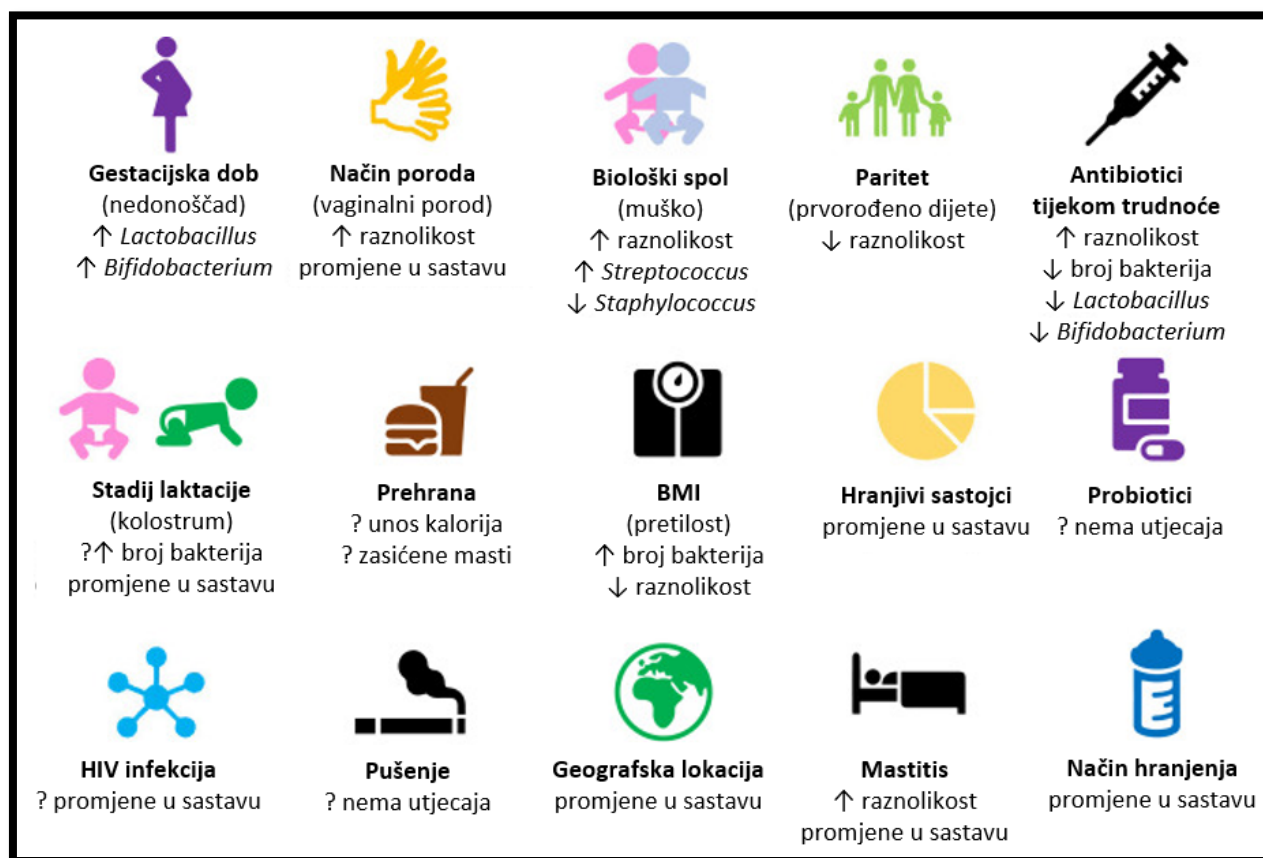 Gestacijska dob
(nedonoščad)
↑ Lactobacillus
↑ Bifidobacterium
Način poroda
(vaginalni porod)
↑ raznolikost
promjene u sastavu
Biološki spol
(muško)
↑ raznolikost
↑ Streptococcus
↓ Staphylococcus
Paritet
(prvorođeno dijete)
↓ raznolikost
Antibiotici
tijekom trudnoće
↑ raznolikost
↓ broj bakterija
↓ Lactobacillus
↓ Bifidobacterium
Stadij laktacije
(kolostrum)
?↑ broj bakterija
promjene u sastavu
Prehrana
? unos kalorija
? zasićene masti
BMI
(pretilost)
↑ broj bakterija
↓ raznolikost
Hranjivi sastojci
promjene u sastavu
Probiotici
? nema utjecaja
HIV infekcija
? promjene u sastavu
Pušenje
? nema utjecaja
Geografska lokacija
promjene u sastavu
Mastitis
↑ raznolikost
promjene u sastavu
Način hranjenja
promjene u sastavu